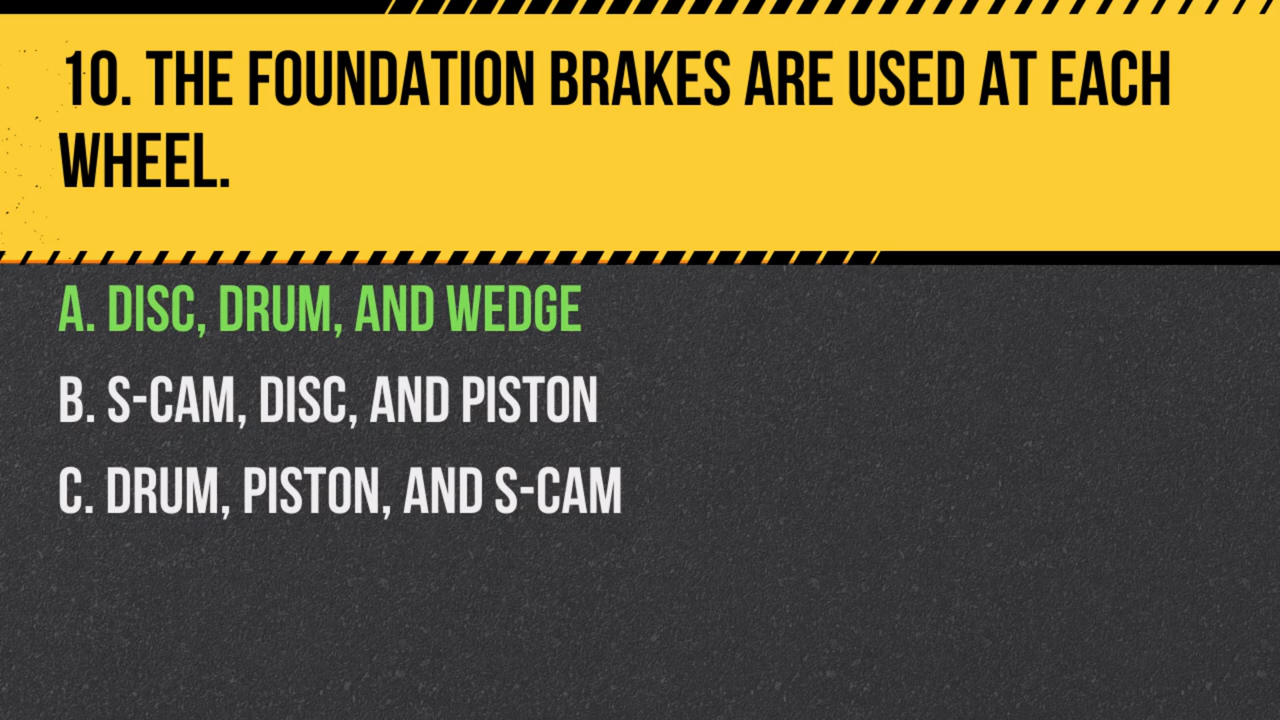 10. THE FOUNDATION BRAKES ARE USED AT EACH
WHEEL.
A. DISC, DRUM, AND WEDGE
B. S-CAM, DISC, AND PISTON
C. DRUM, PISTON, AND S-CAM